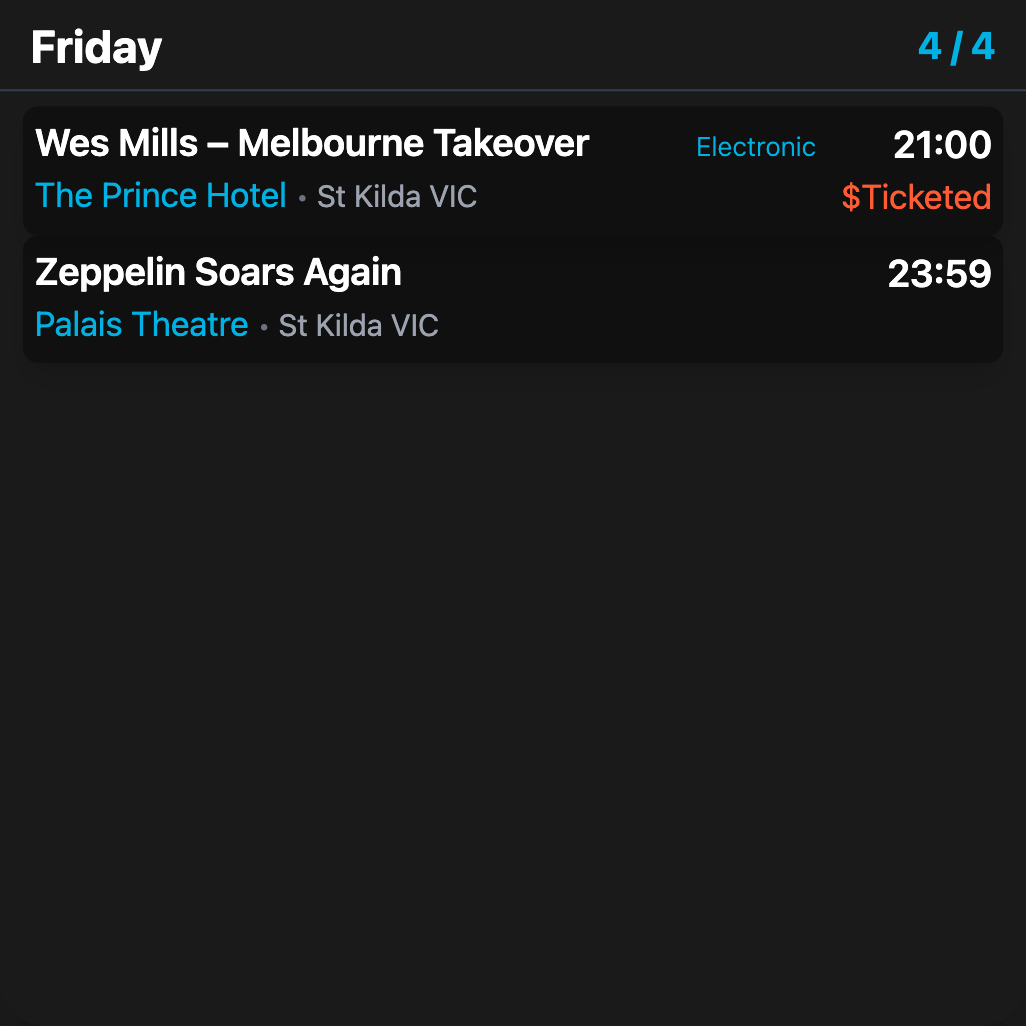 Friday 4 / 4
Wes Mills – Melbourne Takeover Electronic 21:00
The Prince Hotel • St Kilda VIC $Ticketed
Zeppelin Soars Again 23:59
Palais Theatre • St Kilda VIC